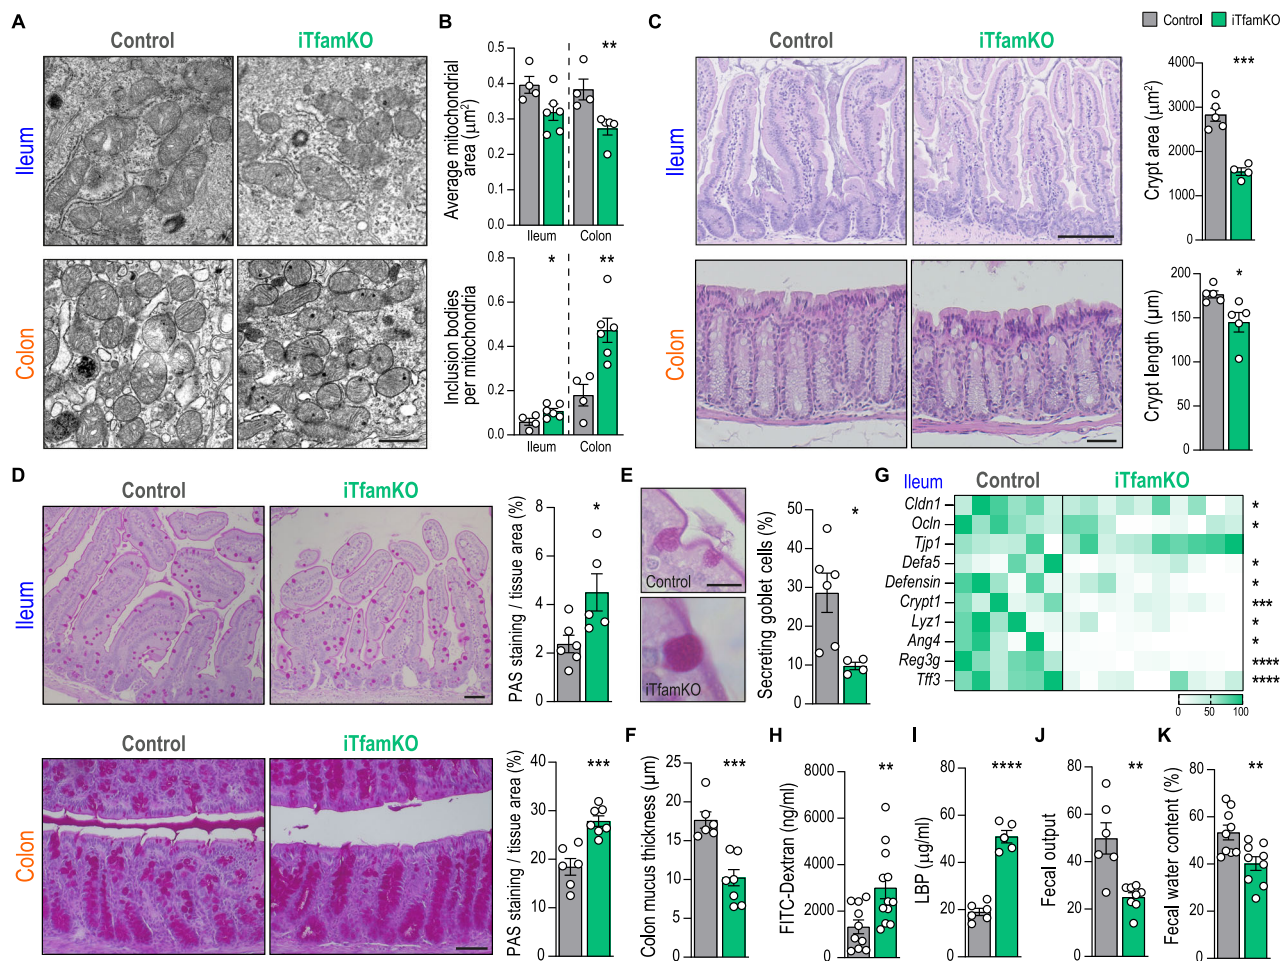 A
Control
iTfamKO
Ileum
Colon
B
Average mitochondrial
area (μm²)
0.5
0.4
0.3
0.4
0.1
0.0
Ileum
Colon
**
Inclusion bodies
per mitochondria
0.8
0.6
0.4
0.2
0.0
Ileum
Colon
*
**
C
Control
iTfamKO
Control
iTfamKO
Ileum
Colon
Crypt area (μm²)
4000
3000
2000
1000
0
***
Crypt length (μm)
200
150
100
50
0
*
D
Control
iTfamKO
Ileum
PAS staining / tissue area (%)
8
6
4
2
0
*
Control
iTfamKO
Colon
PAS staining / tissue area (%)
40
30
20
10
0
***
E
Control
iTfamKO
Secreting goblet cells (%)
50
40
30
20
10
0
*
F
Colon mucus thickness (μm)
25
20
15
10
5
0
***
G
Ileum
Control
iTfamKO
Cldn1 *
Ocln *
Tjp1
Defa5 *
Defensin *
Crypt1 ***
Lyz1 *
Ang4 *
Reg3g ****
Tff3 ****
0 50 100
H
FITC-Dextran (ng/ml)
8000
6000
4000
2000
0
**
I
LBP (μg/ml)
80
60
40
20
0
****
J
Fecal output
80
60
40
20
0
**
K
Fecal water content (%)
80
60
40
20
0
**